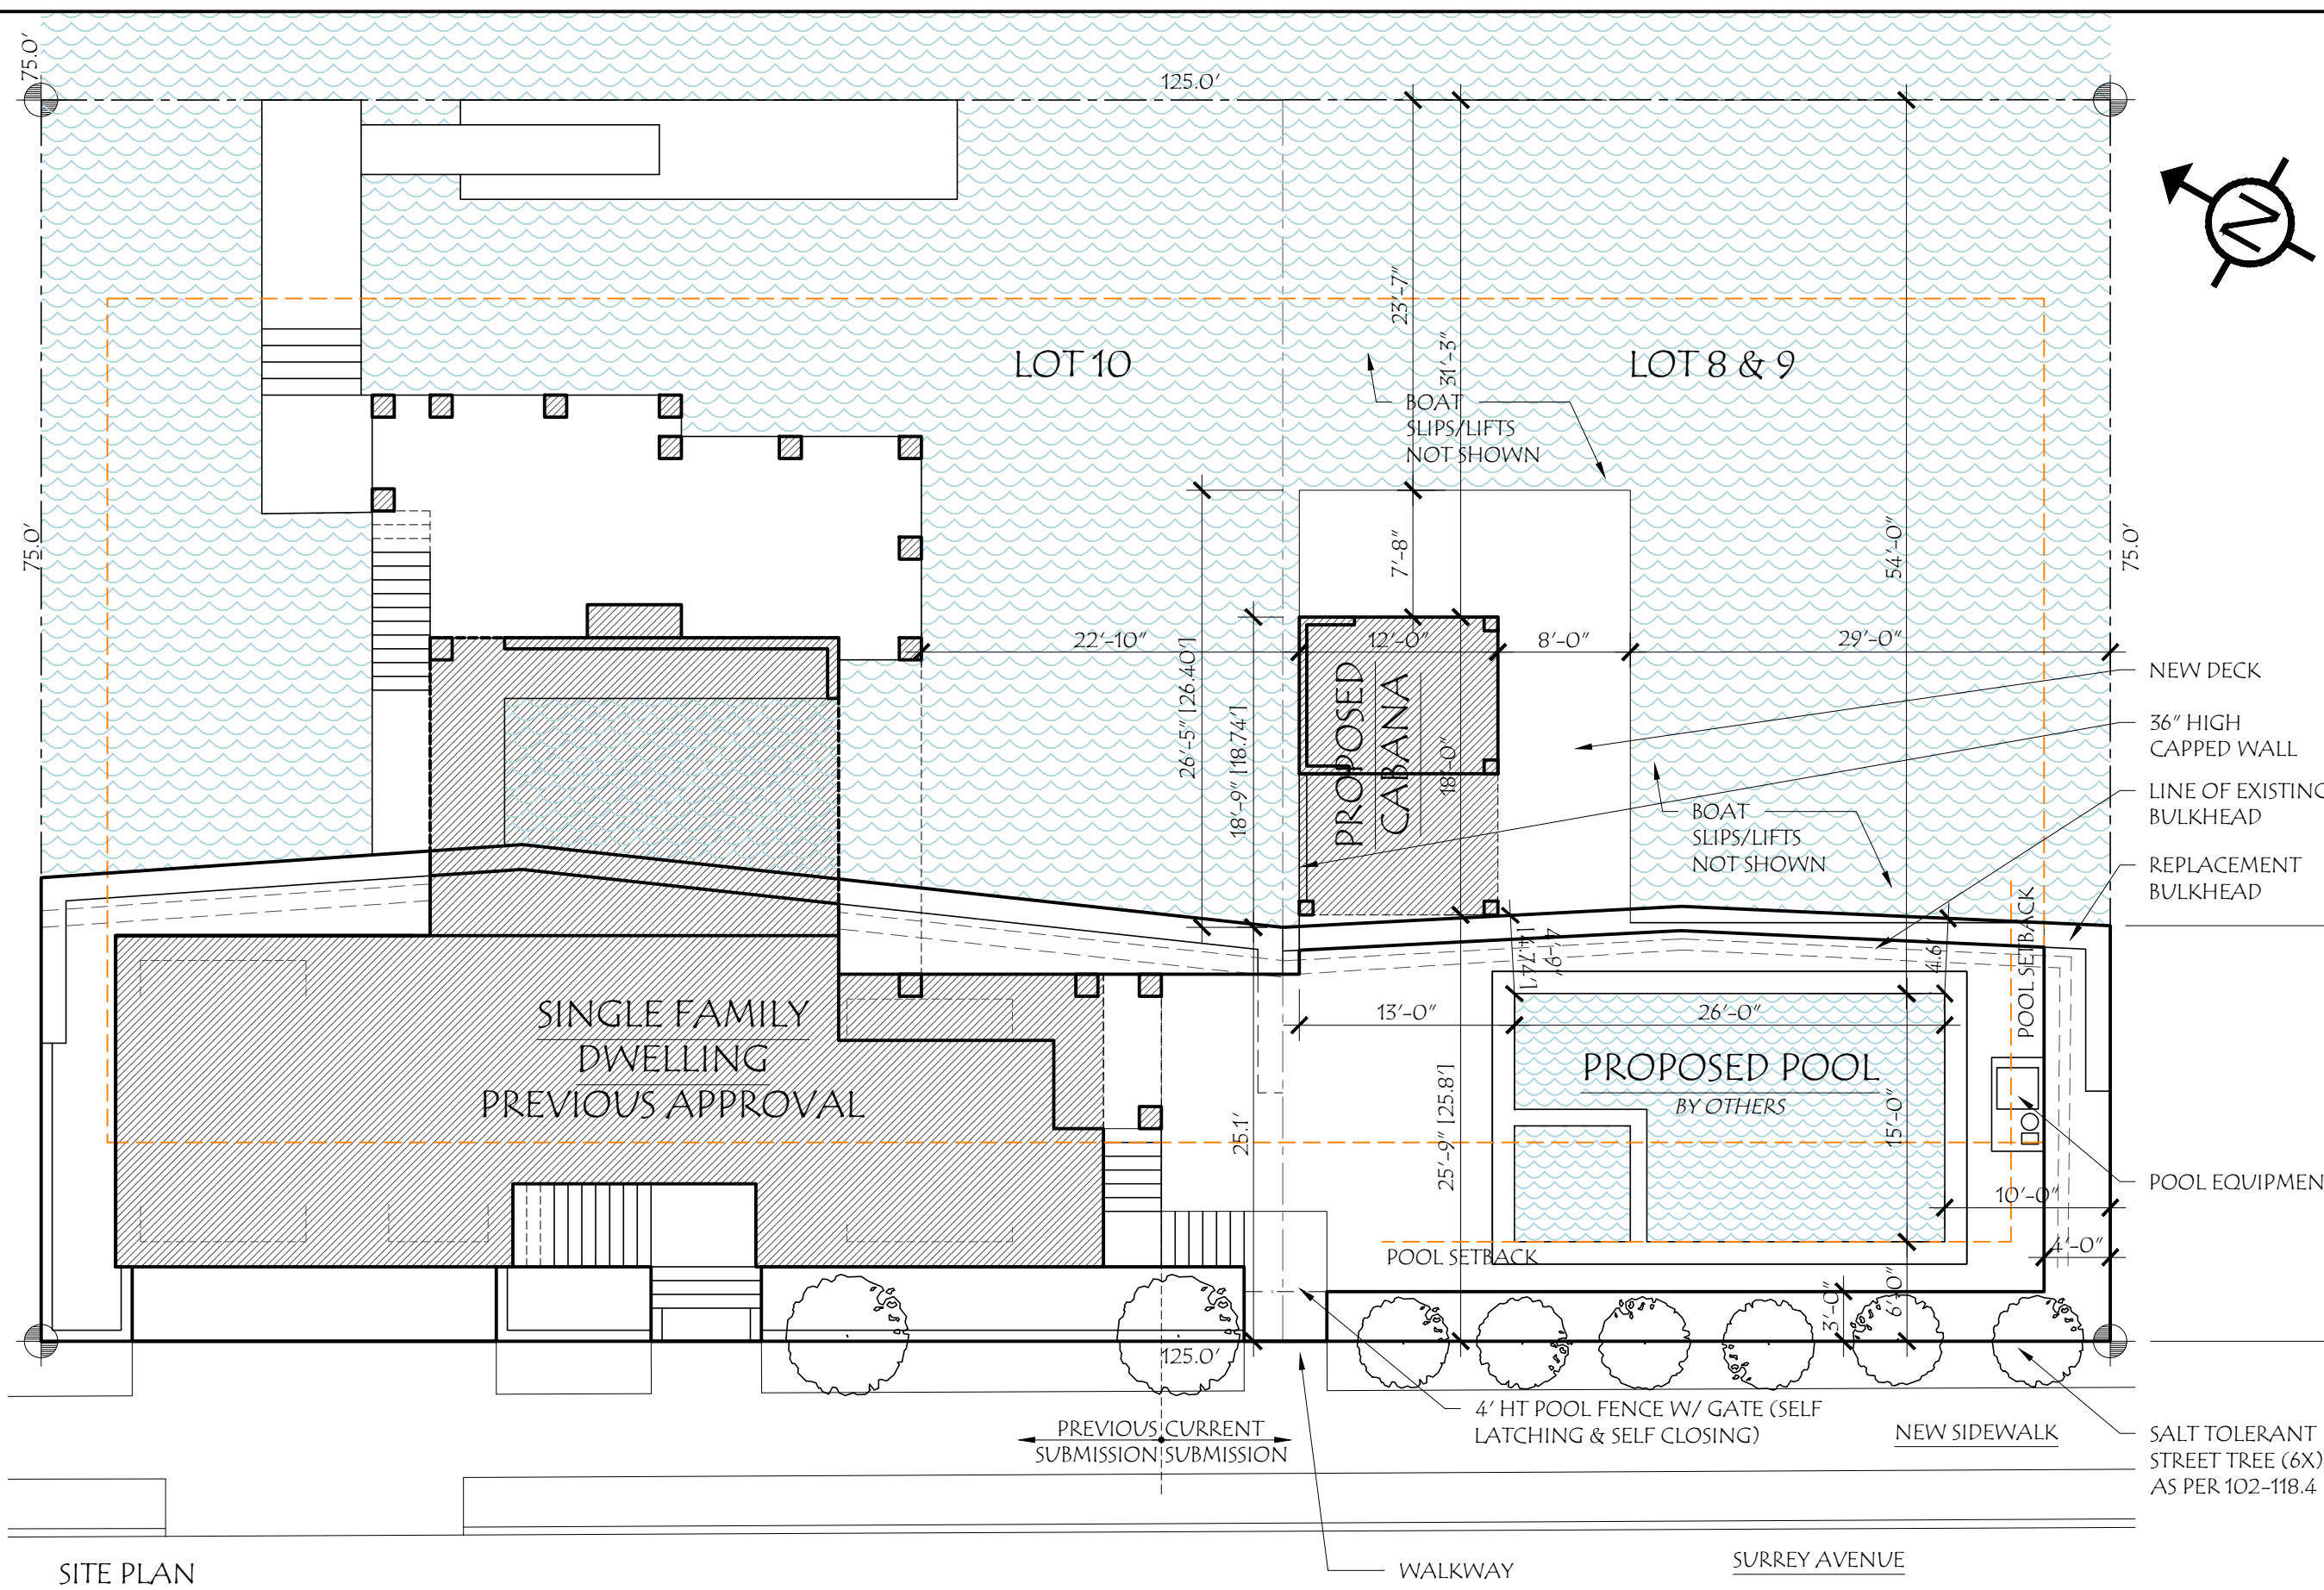 75.0'
125.0'
N
23'-7"
31'-3"
LOT 10
LOT 8 & 9
BOAT
SLIPS/LIFTS
NOT SHOWN
75.0'
7'-8"
54'-0"
75.0'
22'-10"
12'-0"
8'-0"
29'-0"
26'-5" [26.40']
18'-9" [18.74']
PROPOSED
CABANA
18'-0"
NEW DECK
36" HIGH
CAPPED WALL
LINE OF EXISTING
BULKHEAD
BOAT
SLIPS/LIFTS
NOT SHOWN
REPLACEMENT
BULKHEAD
POOL SETBACK
4'-9"
[4.74']
4.6'
13'-0"
26'-0"
SINGLE FAMILY
DWELLING
PREVIOUS APPROVAL
PROPOSED POOL
BY OTHERS
25.1'
25'-9" [25.8']
15'-0"
POOL EQUIPMEN
10'-0"
4'-0"
POOL SETBACK
3'-0"
6'-0"
125.0'
4' HT POOL FENCE W/ GATE (SELF
LATCHING & SELF CLOSING)
PREVIOUS CURRENT
SUBMISSION SUBMISSION
NEW SIDEWALK
SALT TOLERANT
STREET TREE (6X)
AS PER 102-118.4
SITE PLAN
WALKWAY
SURREY AVENUE